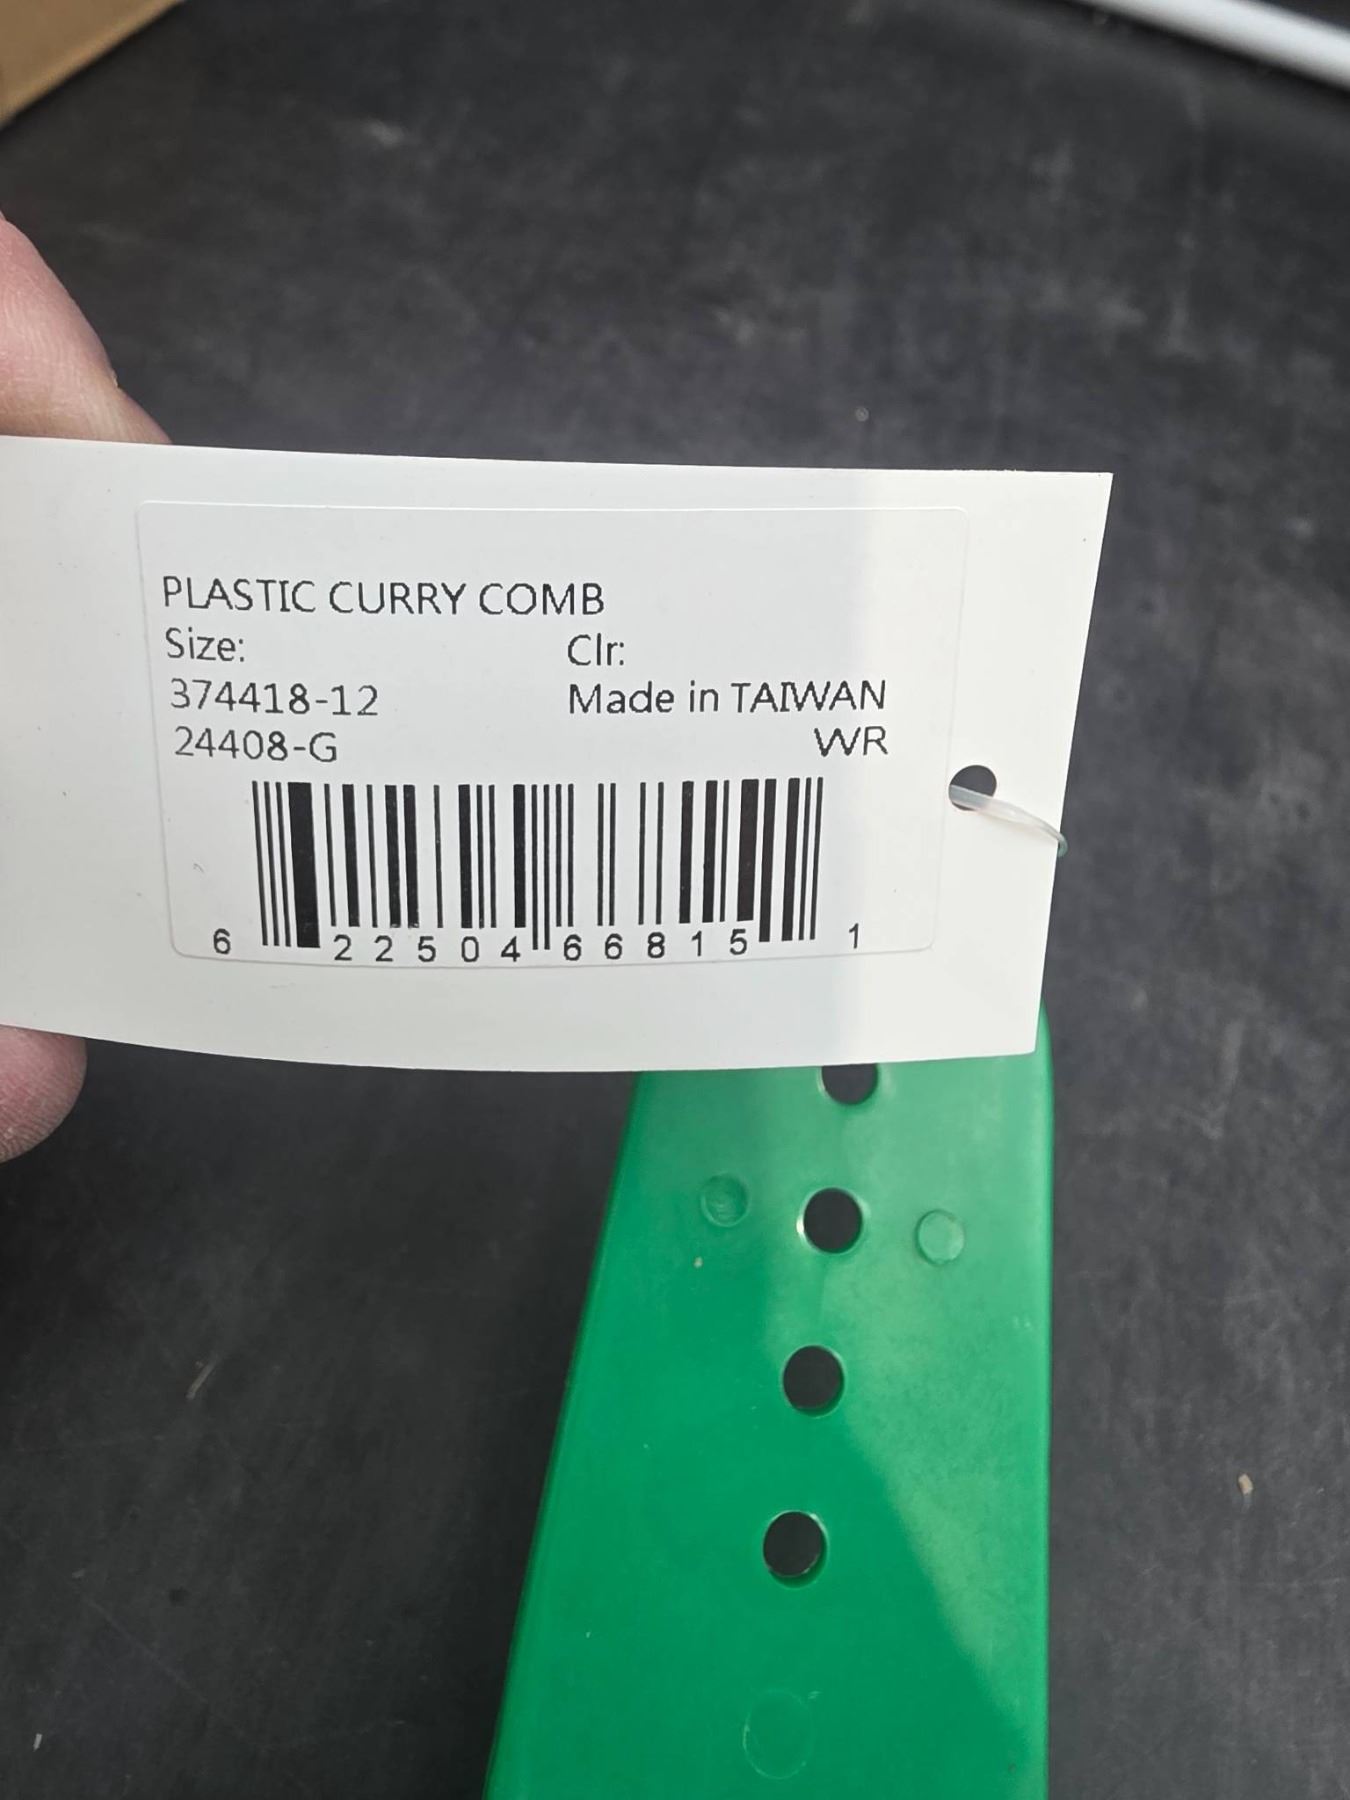 PLASTIC CURRY COMB
Size: Clr:
374418-12 Made in TAIWAN
24408-G WR
6 22504 66815 1